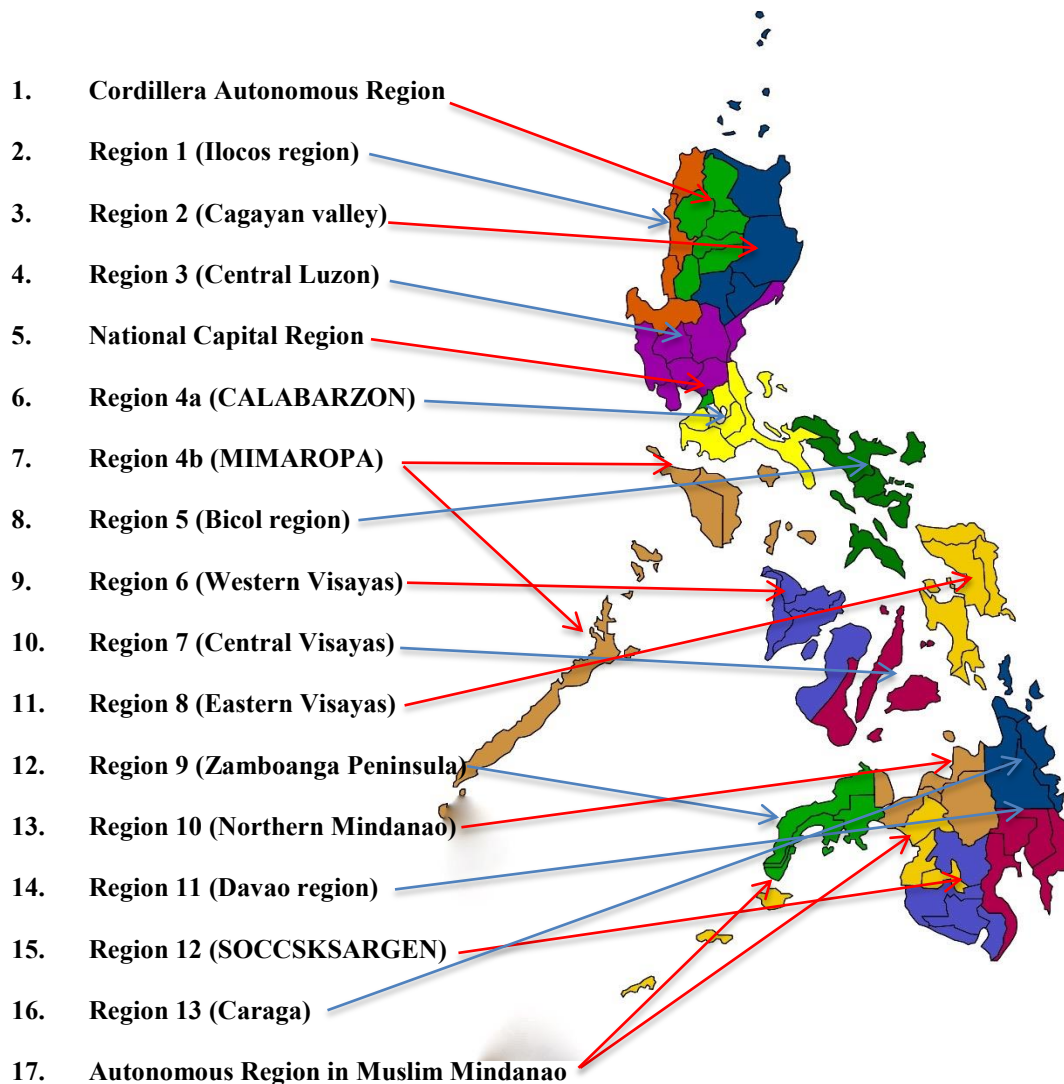 1. Cordillera Autonomous Region
2. Region 1 (Ilocos region)
3. Region 2 (Cagayan valley)
4. Region 3 (Central Luzon)
5. National Capital Region
6. Region 4a (CALABARZON)
7. Region 4b (MIMAROPA)
8. Region 5 (Bicol region)
9. Region 6 (Western Visayas)
10. Region 7 (Central Visayas)
11. Region 8 (Eastern Visayas)
12. Region 9 (Zamboanga Peninsula)
13. Region 10 (Northern Mindanao)
14. Region 11 (Davao region)
15. Region 12 (SOCCSKSARGEN)
16. Region 13 (Caraga)
17. Autonomous Region in Muslim Mindanao